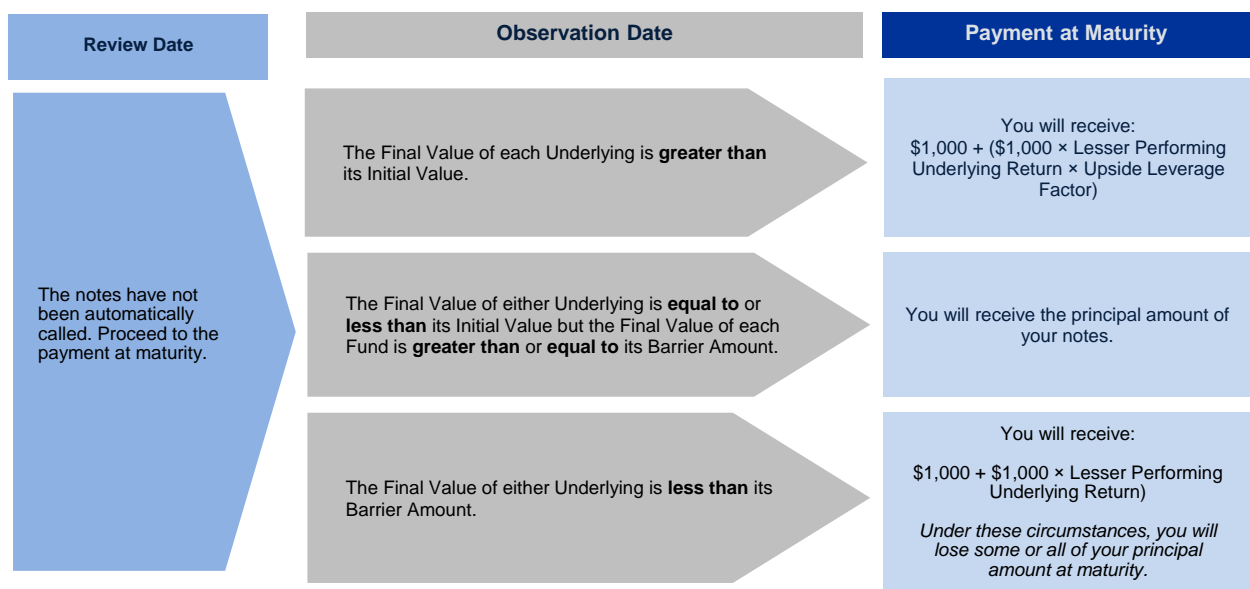 Review Date
Observation Date
Payment at Maturity
The notes have not
been automatically
called. Proceed to the
payment at maturity.
The Final Value of each Underlying is greater than
its Initial Value.
You will receive:
$1,000 + ($1,000 × Lesser Performing
Underlying Return × Upside Leverage
Factor)
The Final Value of either Underlying is equal to or
less than its Initial Value but the Final Value of each
Fund is greater than or equal to its Barrier Amount.
You will receive the principal amount of
your notes.
The Final Value of either Underlying is less than its
Barrier Amount.
You will receive:
$1,000 + $1,000 × Lesser Performing
Underlying Return)
Under these circumstances, you will
lose some or all of your principal
amount at maturity.